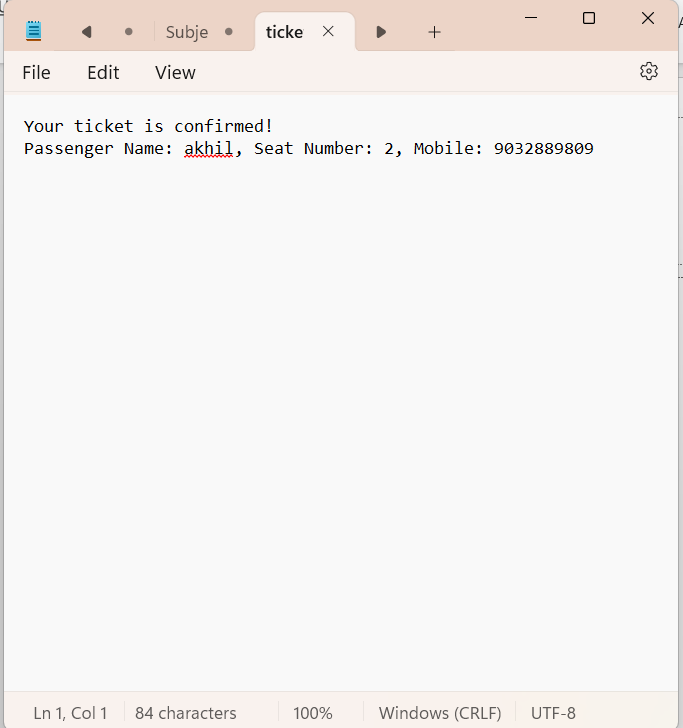 Subje
ticke
File Edit View
Your ticket is confirmed!
Passenger Name: akhil, Seat Number: 2, Mobile: 9032889809
Ln 1, Col 1 84 characters 100% Windows (CRLF) UTF-8